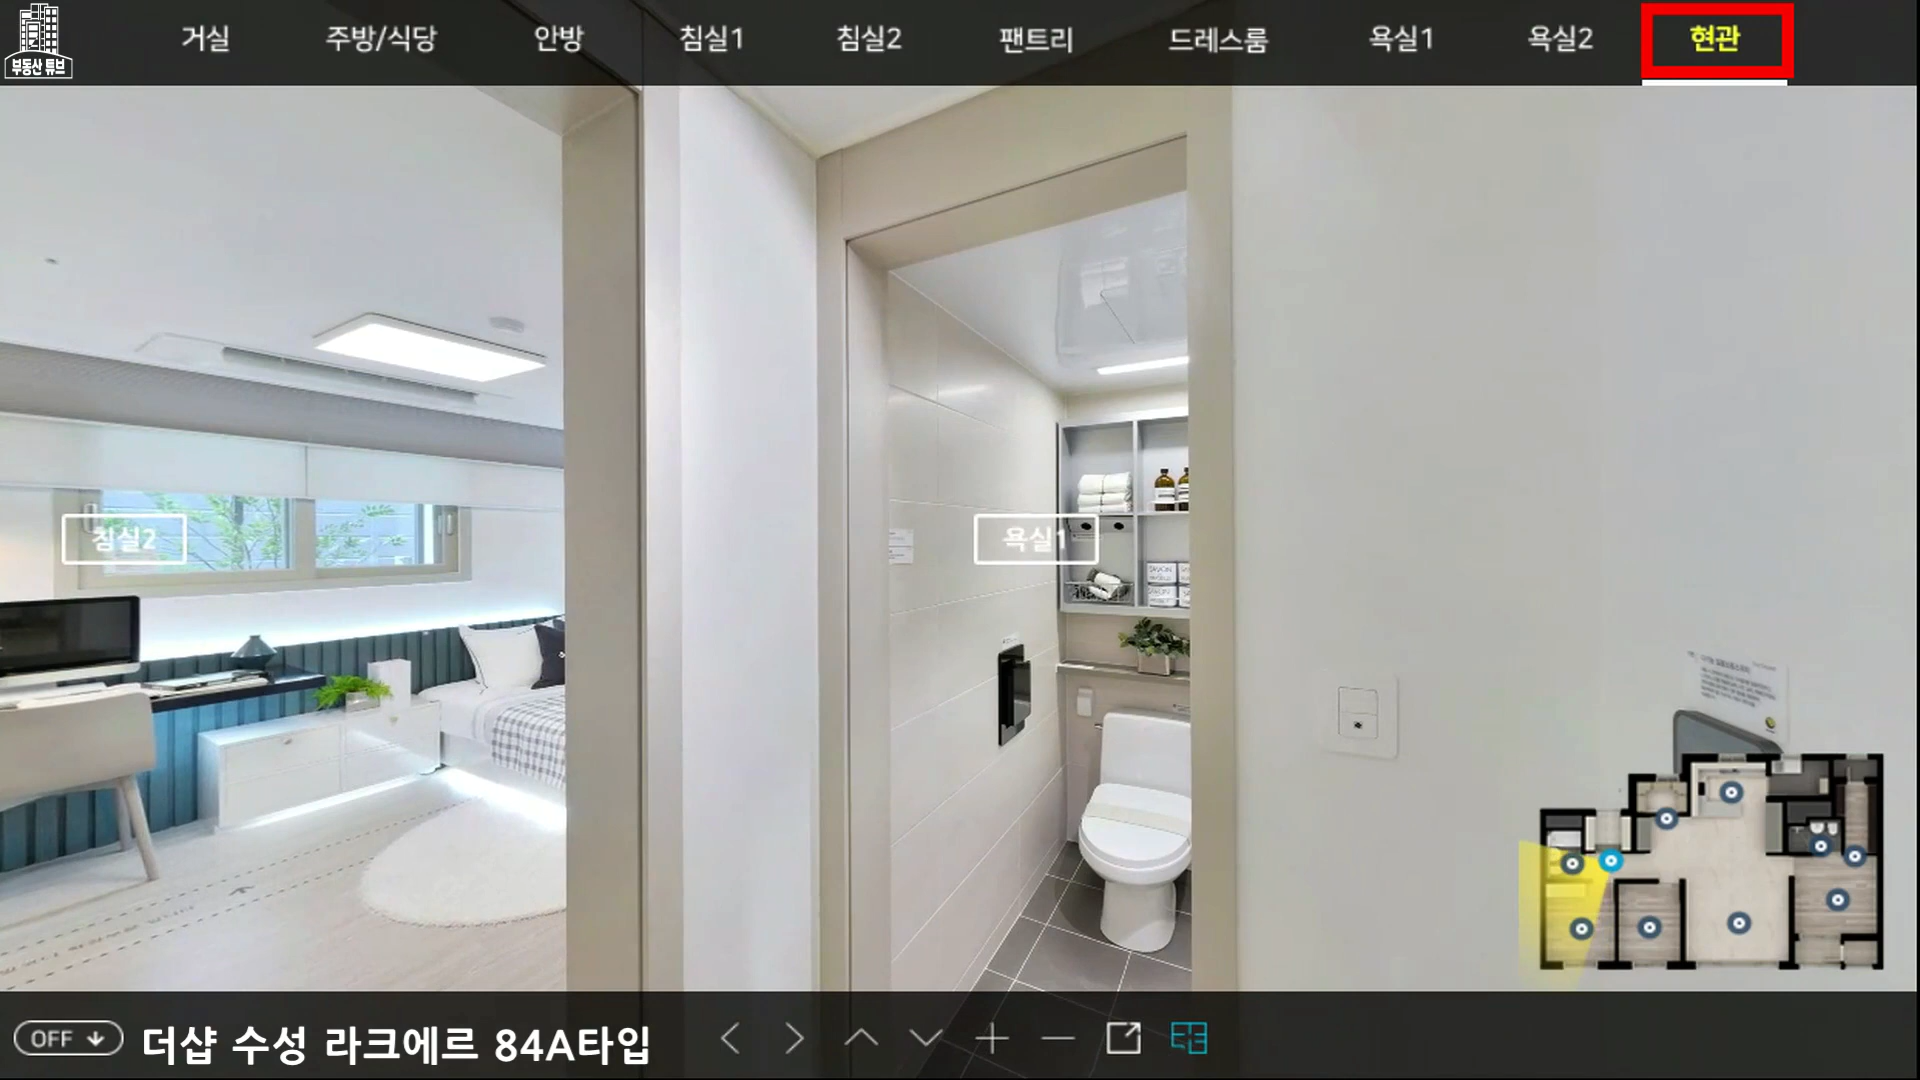 부동산 튜브
거실 주방/식당 안방 침실1 침실2 팬트리 드레스룸 욕실1 욕실2 현관
침실2
욕실1
OFF
더샵 수성 라크에르 84A타입